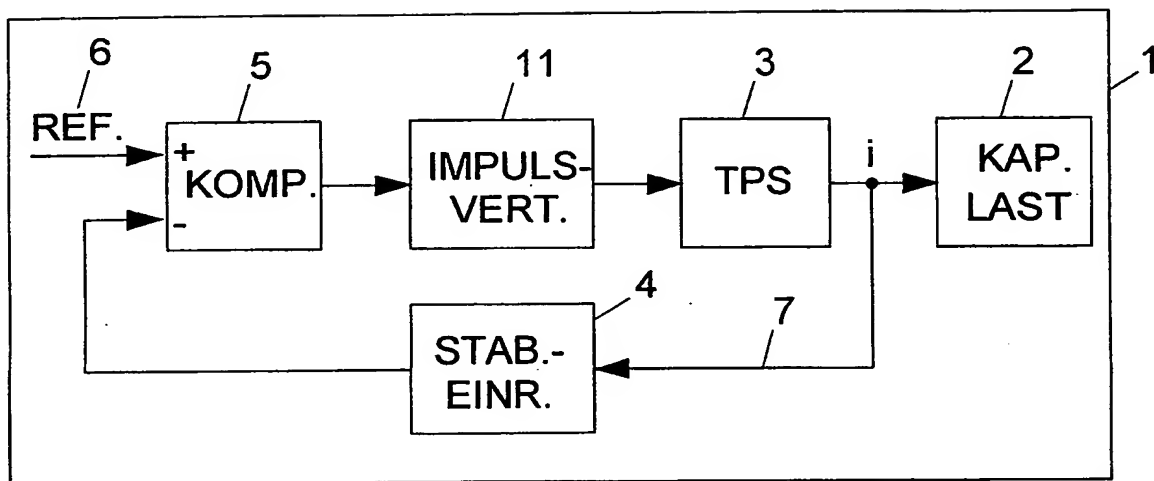 6
5
11
3
2
1
REF.
+
-
KOMP.
IMPULS-
VERT.
TPS
i
KAP.
LAST
4
7
STAB.-
EINR.